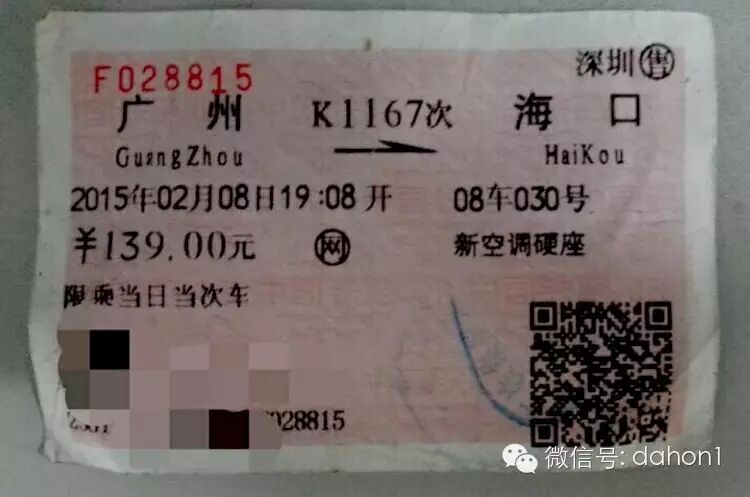 深圳售
F028815
广州 K1167次 海口
GuangZhou HaiKou
2015年02月08日19:08开 08车030号
¥139.00元 网 新空调硬座
限乘当日当次车
028815
微信号: dahon1